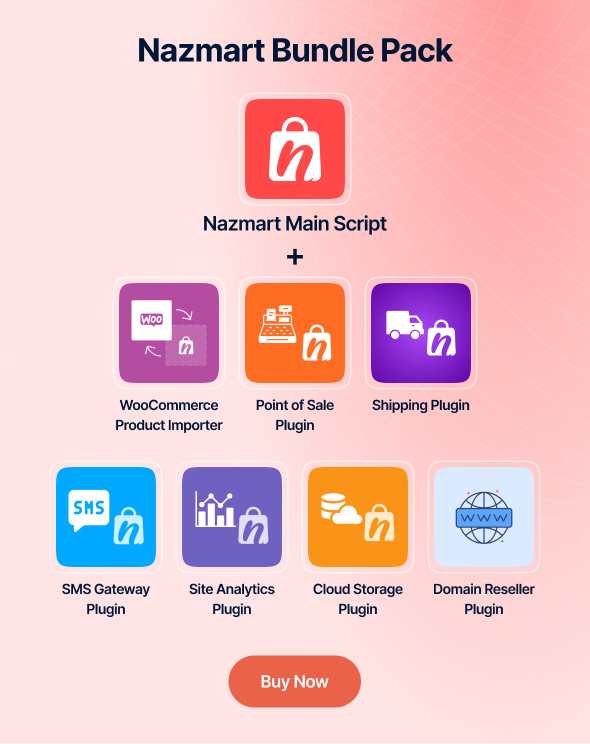 Nazmart Bundle Pack
n
Nazmart Main Script
+
WOO
n
n
n
WooCommerce
Product Importer
Point of Sale
Plugin
Shipping Plugin
SMS
n
n
n
WWW
SMS Gateway
Plugin
Site Analytics
Plugin
Cloud Storage
Plugin
Domain Reseller
Plugin
Buy Now